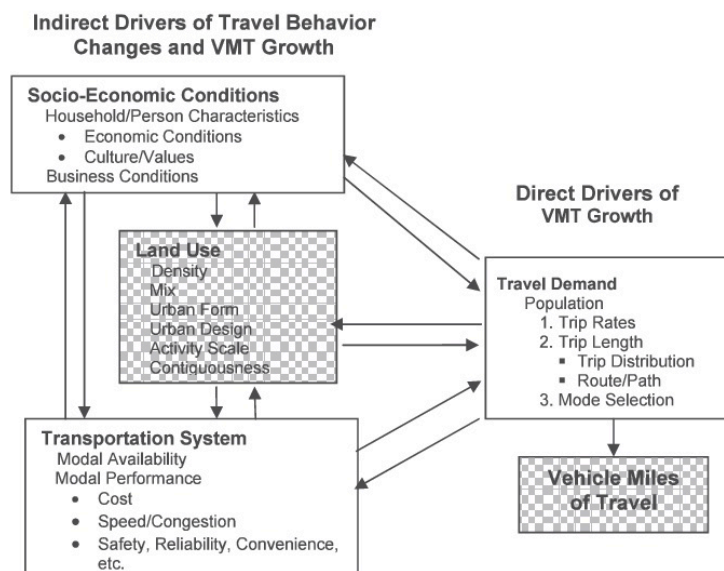 Indirect Drivers of Travel Behavior
Changes and VMT Growth
Socio-Economic Conditions
Household/Person Characteristics
• Economic Conditions
• Culture/Values
Business Conditions
Land Use
Density
Mix
Urban Form
Urban Design
Activity Scale
Contiguousness
Transportation System
Modal Availability
Modal Performance
• Cost
• Speed/Congestion
• Safety, Reliability, Convenience,
etc.
Direct Drivers of
VMT Growth
Travel Demand
Population
1. Trip Rates
2. Trip Length
▪ Trip Distribution
▪ Route/Path
3. Mode Selection
Vehicle Miles
of Travel